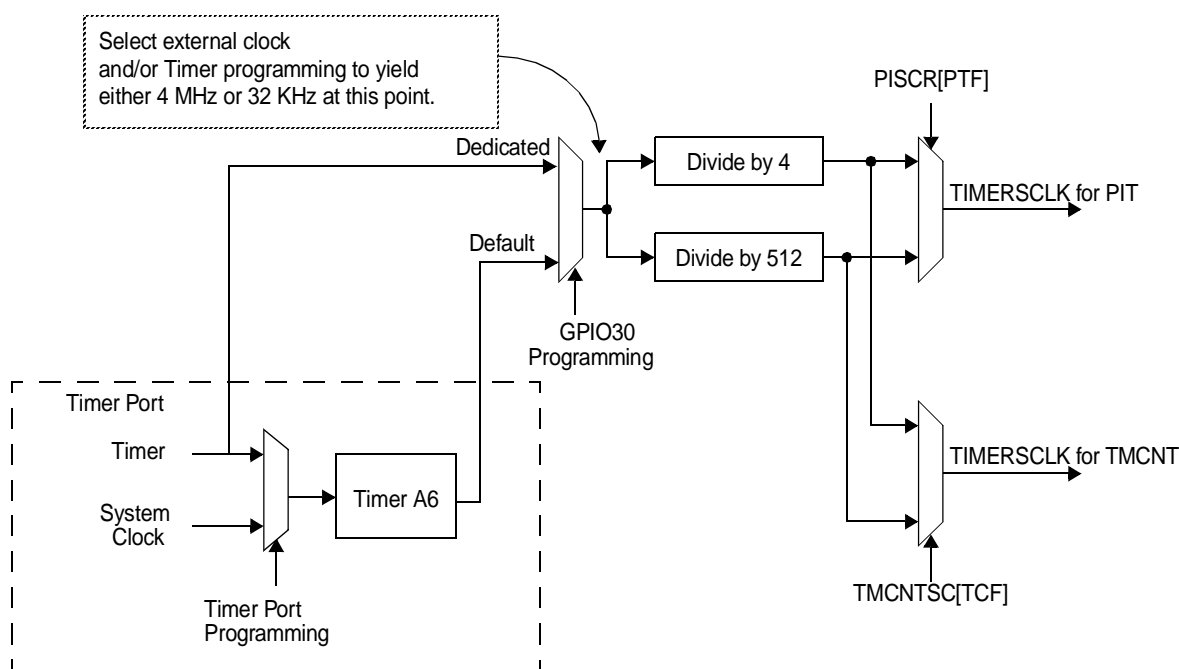 Select external clock
and/or Timer programming to yield
either 4 MHz or 32 KHz at this point.
PISCR[PTF]
Dedicated
Divide by 4
TIMERSCLK for PIT
Default
Divide by 512
GPIO30
Programming
Timer Port
Timer
TIMERSCLK for TMCNT
Timer A6
System
Clock
TMCNTSC[TCF]
Timer Port
Programming